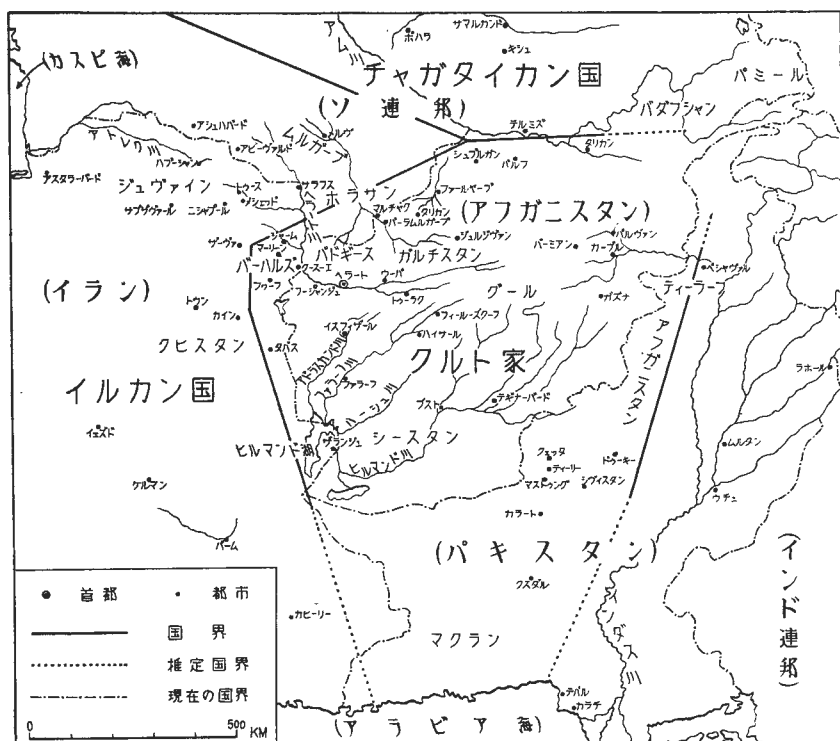 サマルカンド
ボハラ
キシュ
アム川
(カスピ海)
チャガタイカン国
(ソ連邦)
パミール
バダフシャン
アシュハバード
アトレク川
アビーヴァルド
ハブーシャン
メルヴ
ムルガーブ
テルミズ
タリカン
シュブルガン
バルフ
アスタラーバード
ジュヴァイン
トゥース
メシェッド
サラフス
ヘ
ホラサン
ファールヤーブ
サブザヴァール
ニシャプール
マルチャク
タリカン
バーラムルガーブ
(アフガニスタン)
ザーヴァ
ジャーム
マーリーン
バドギース
ガルチスタン
ジュルジヴァン
バーミアン
パルヴァン
カーブル
ペシャヴァル
バーハルズ
クースーエ
ヘラート
ウーバ
フゥーフ
フージャンジュ
トゥーラク
グール
ガズナ
ティーラー
(イラン)
トウン
カイン
クヒスタン
タバス
イスフィザール
フィールーズクーフ
ハイサール
アドラスカンド川
ファラーフ川
ファラーフ
ハーシュ川
クルト家
アフガニスタン
ラホール
イルカン国
イェズド
ブスト
テギナーバード
ヒルマンド湖
ザランジュ
シースタン
ヒルマンド川
クェッタ
ティーリー
マストゥング
ドゥーキー
シヴィスタン
ムルタン
ウチュ
ケルマン
カラート
バーム
(パキスタン)
クズダル
(インド連邦)
インダス川
カビーリー
マクラン
デバル
カラチ
(アラビア海)
首都
都市
国界
推定国界
現在の国界
0 500 KM